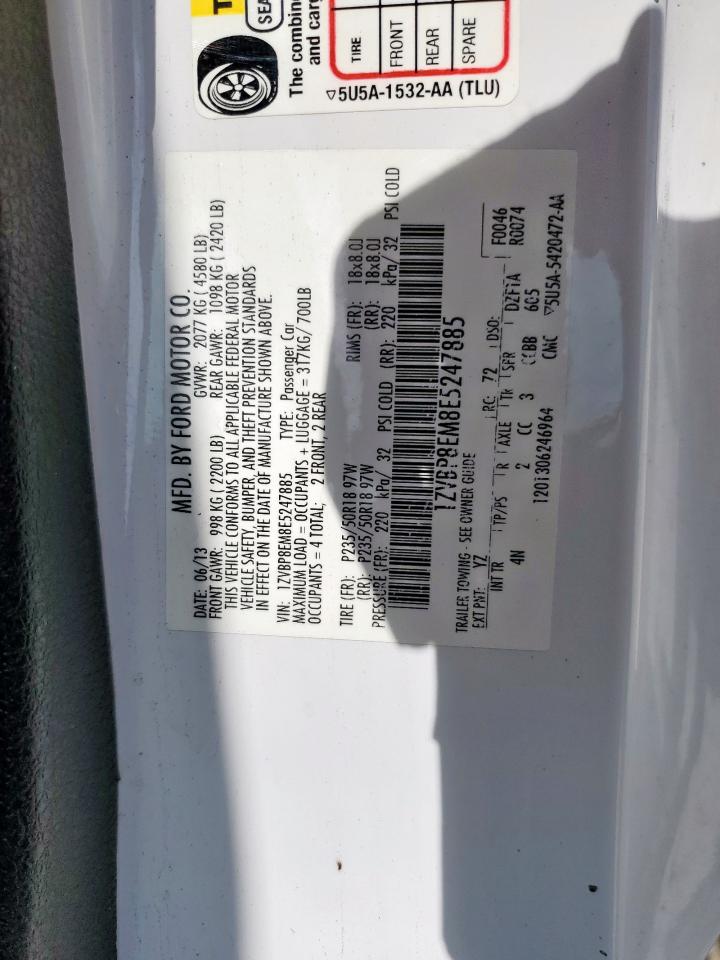 SEA
The combine
and carg
TIRE
FRONT
REAR
SPARE
5U5A-1532-AA (TLU)
MFD. BY FORD MOTOR CO.
DATE: 06/13 GVWR: 2077 KG ( 4580 LB)
FRONT GAWR: 998 KG ( 2200 LB) REAR GAWR: 1098 KG ( 2420 LB)
THIS VEHICLE CONFORMS TO ALL APPLICABLE FEDERAL MOTOR
VEHICLE SAFETY, BUMPER, AND THEFT PREVENTION STANDARDS
IN EFFECT ON THE DATE OF MANUFACTURE SHOWN ABOVE.
VIN: 1ZVBP8EM8E5247885 TYPE: Passenger Car
MAXIMUM LOAD = OCCUPANTS + LUGGAGE = 317KG/ 700LB
OCCUPANTS = 4 TOTAL; 2 FRONT, 2 REAR
TIRE (FR): P235/50R18 97W RIMS (FR): 18x8.0J
(RR): P235/50R18 97W (RR): 18x8.0J
PRESSURE (FR): 220 kPa/ 32 PSI COLD (RR): 220 kPa/ 32 PSI COLD
1ZVBP8EM8E5247885
TRAILER TOWING - SEE OWNER GUIDE
EXT PNT: YZ RC: 72 DSO: F0046
INT TR TP/PS R AXLE TR SPR R0074
4N 2 CC 3 6G5
1201306246964 CMC 5U5A-5420472-AA